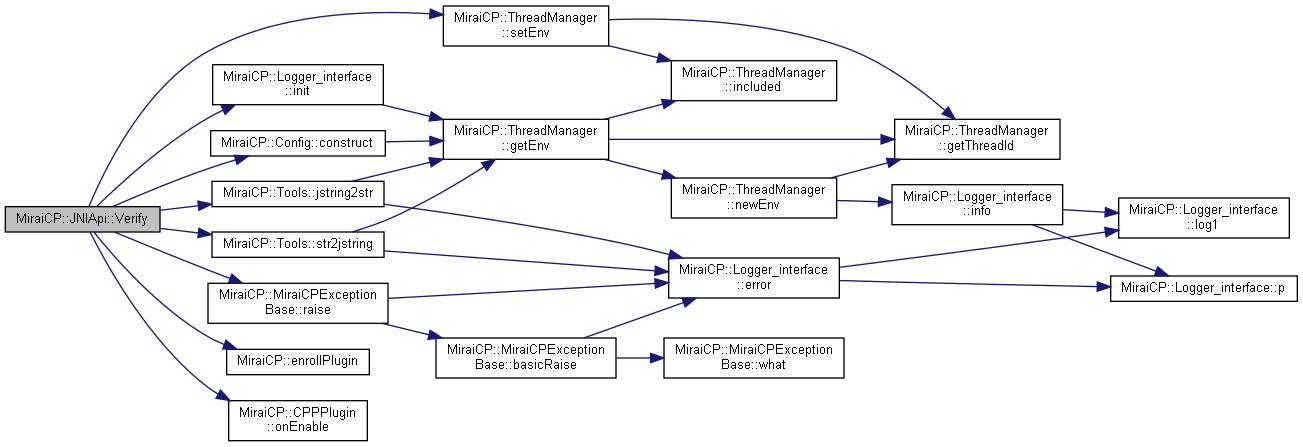 MiraiCP::JNIApi::Verify
MiraiCP::ThreadManager
::setEnv
MiraiCP::Logger_interface
::init
MiraiCP::Config::construct
MiraiCP::Tools::jstring2str
MiraiCP::Tools::str2jstring
MiraiCP::MiraiCPException
Base::raise
MiraiCP::enrollPlugin
MiraiCP::CPPPlugin
::onEnable
MiraiCP::ThreadManager
::getEnv
MiraiCP::MiraiCPException
Base::basicRaise
MiraiCP::ThreadManager
::included
MiraiCP::ThreadManager
::newEnv
MiraiCP::Logger_interface
::error
MiraiCP::MiraiCPException
Base::what
MiraiCP::ThreadManager
::getThreadId
MiraiCP::Logger_interface
::info
MiraiCP::Logger_interface
::log1
MiraiCP::Logger_interface::p